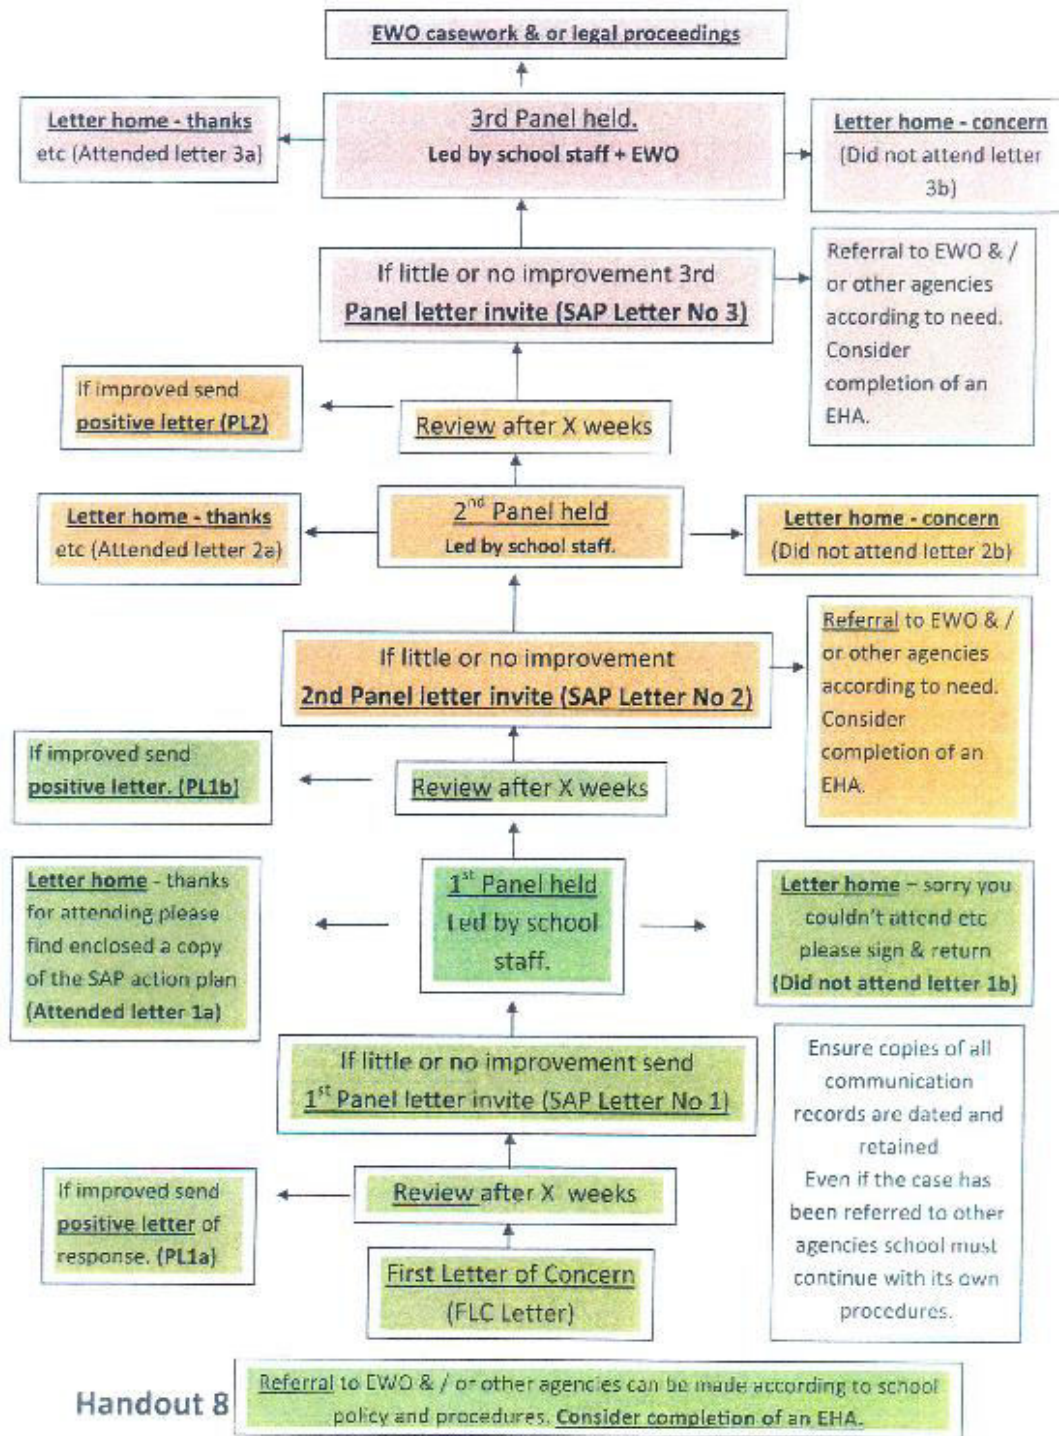 EWO casework & or legal proceedings
Letter home - thanks
etc (Attended letter 3a)
3rd Panel held.
Led by school staff + EWO
Letter home - concern
(Did not attend letter
3b)
If little or no improvement 3rd
Panel letter invite (SAP Letter No 3)
Referral to EWO & /
or other agencies
according to need.
Consider
completion of an
EHA.
If improved send
positive letter (PL2)
Review after X weeks
Letter home - thanks
etc (Attended letter 2a)
2nd Panel held
Led by school staff.
Letter home - concern
(Did not attend letter 2b)
If little or no improvement
2nd Panel letter invite (SAP Letter No 2)
Referral to EWO & /
or other agencies
according to need.
Consider
completion of an
EHA.
If improved send
positive letter. (PL1b)
Review after X weeks
Letter home - thanks
for attending please
find enclosed a copy
of the SAP action plan
(Attended letter 1a)
1st Panel held
Led by school
staff.
Letter home – sorry you
couldn't attend etc
please sign & return
(Did not attend letter 1b)
If little or no improvement send
1st Panel letter invite (SAP Letter No 1)
Ensure copies of all
communication
records are dated and
retained
Even if the case has
been referred to other
agencies school must
continue with its own
procedures.
If improved send
positive letter of
response. (PL1a)
Review after X weeks
First Letter of Concern
(FLC Letter)
Handout 8
Referral to EWO & / or other agencies can be made according to school
policy and procedures. Consider completion of an EHA.